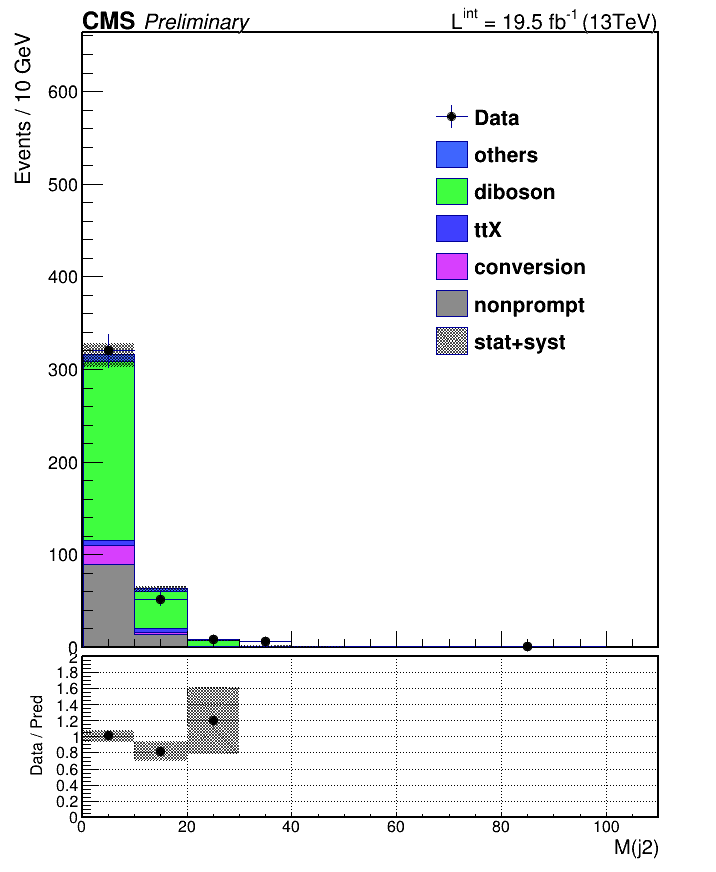 CMS Preliminary
L^int = 19.5 fb^-1 (13TeV)
Events / 10 GeV
600
500
400
300
200
100
0
Data
others
diboson
ttX
conversion
nonprompt
stat+syst
Data / Pred
2
1.8
1.6
1.4
1.2
1
0.8
0.6
0.4
0.2
0
0 20 40 60 80 100
M(j2)